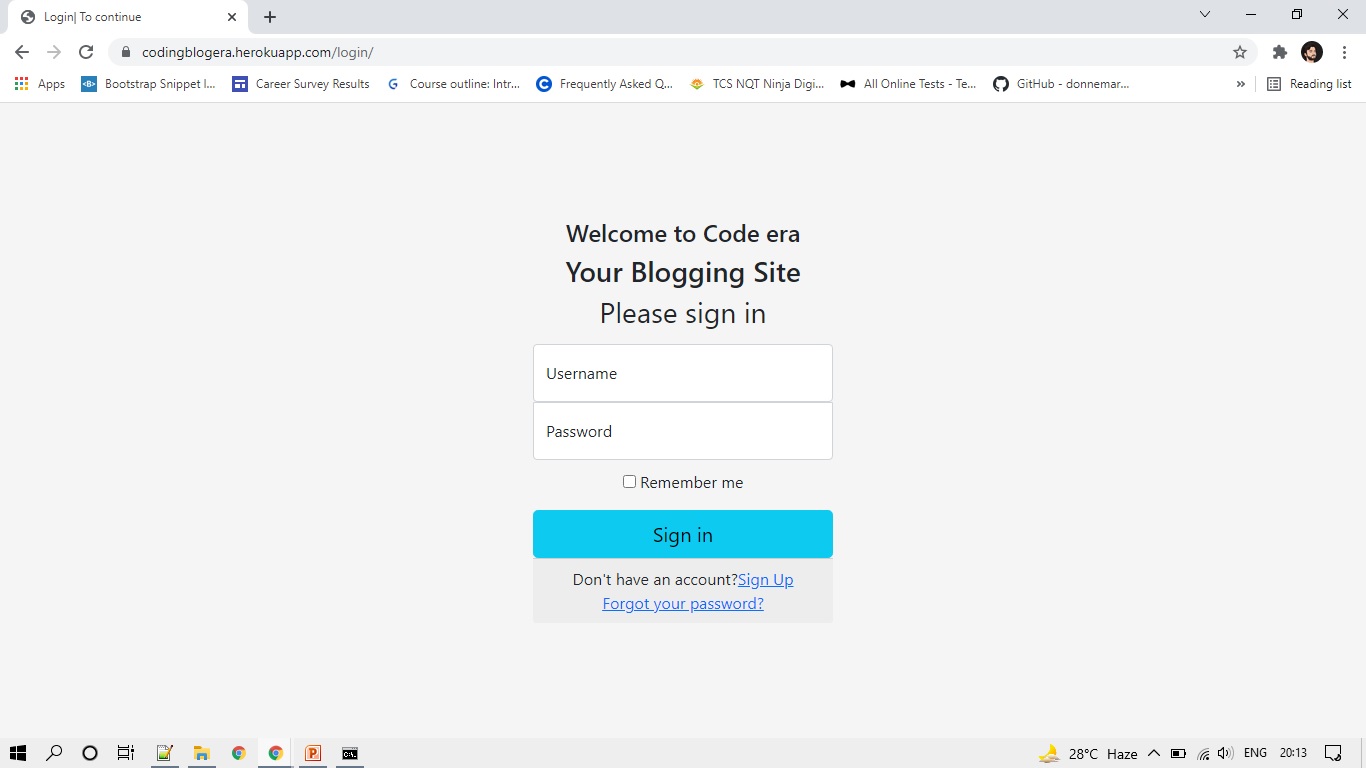 Login| To continue
codingblogera.herokuapp.com/login/
Apps Bootstrap Snippet I... Career Survey Results Course outline: Intr... Frequently Asked Q... TCS NQT Ninja Digi... All Online Tests - Te... GitHub - donnemar... » Reading list
Welcome to Code era
Your Blogging Site
Please sign in
Username
Password
Remember me
Sign in
Don't have an account?Sign Up
Forgot your password?
28°C Haze ENG 20:13